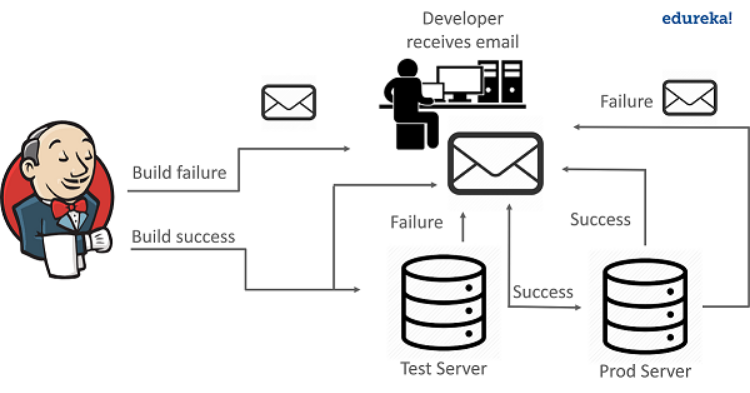 Developer
receives email
edureka!
Failure
Build failure
Build success
Failure
Success
Success
Test Server
Prod Server